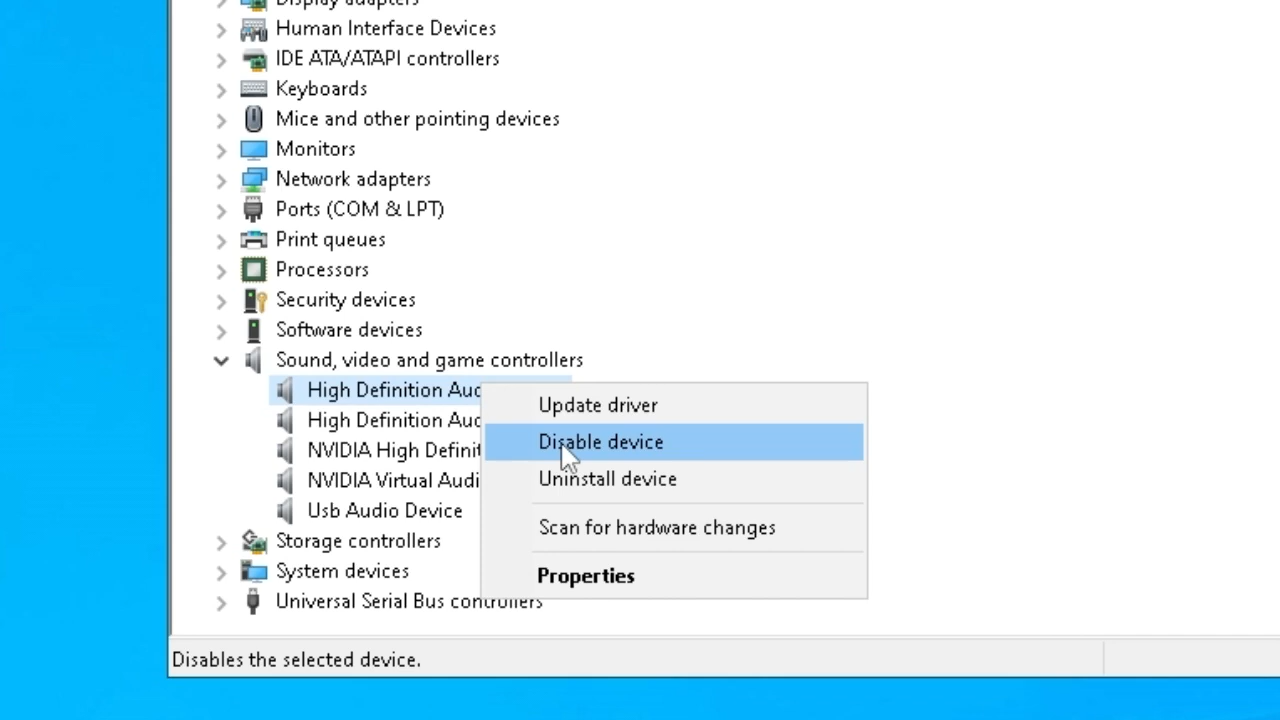 Display adapters
Human Interface Devices
IDE ATA/ATAPI controllers
Keyboards
Mice and other pointing devices
Monitors
Network adapters
Ports (COM & LPT)
Print queues
Processors
Security devices
Software devices
Sound, video and game controllers
High Definition Auc
High Definition Auc
NVIDIA High Definit
NVIDIA Virtual Audi
Usb Audio Device
Storage controllers
System devices
Universal Serial Bus controllers
Update driver
Disable device
Uninstall device
Scan for hardware changes
Properties
Disables the selected device.